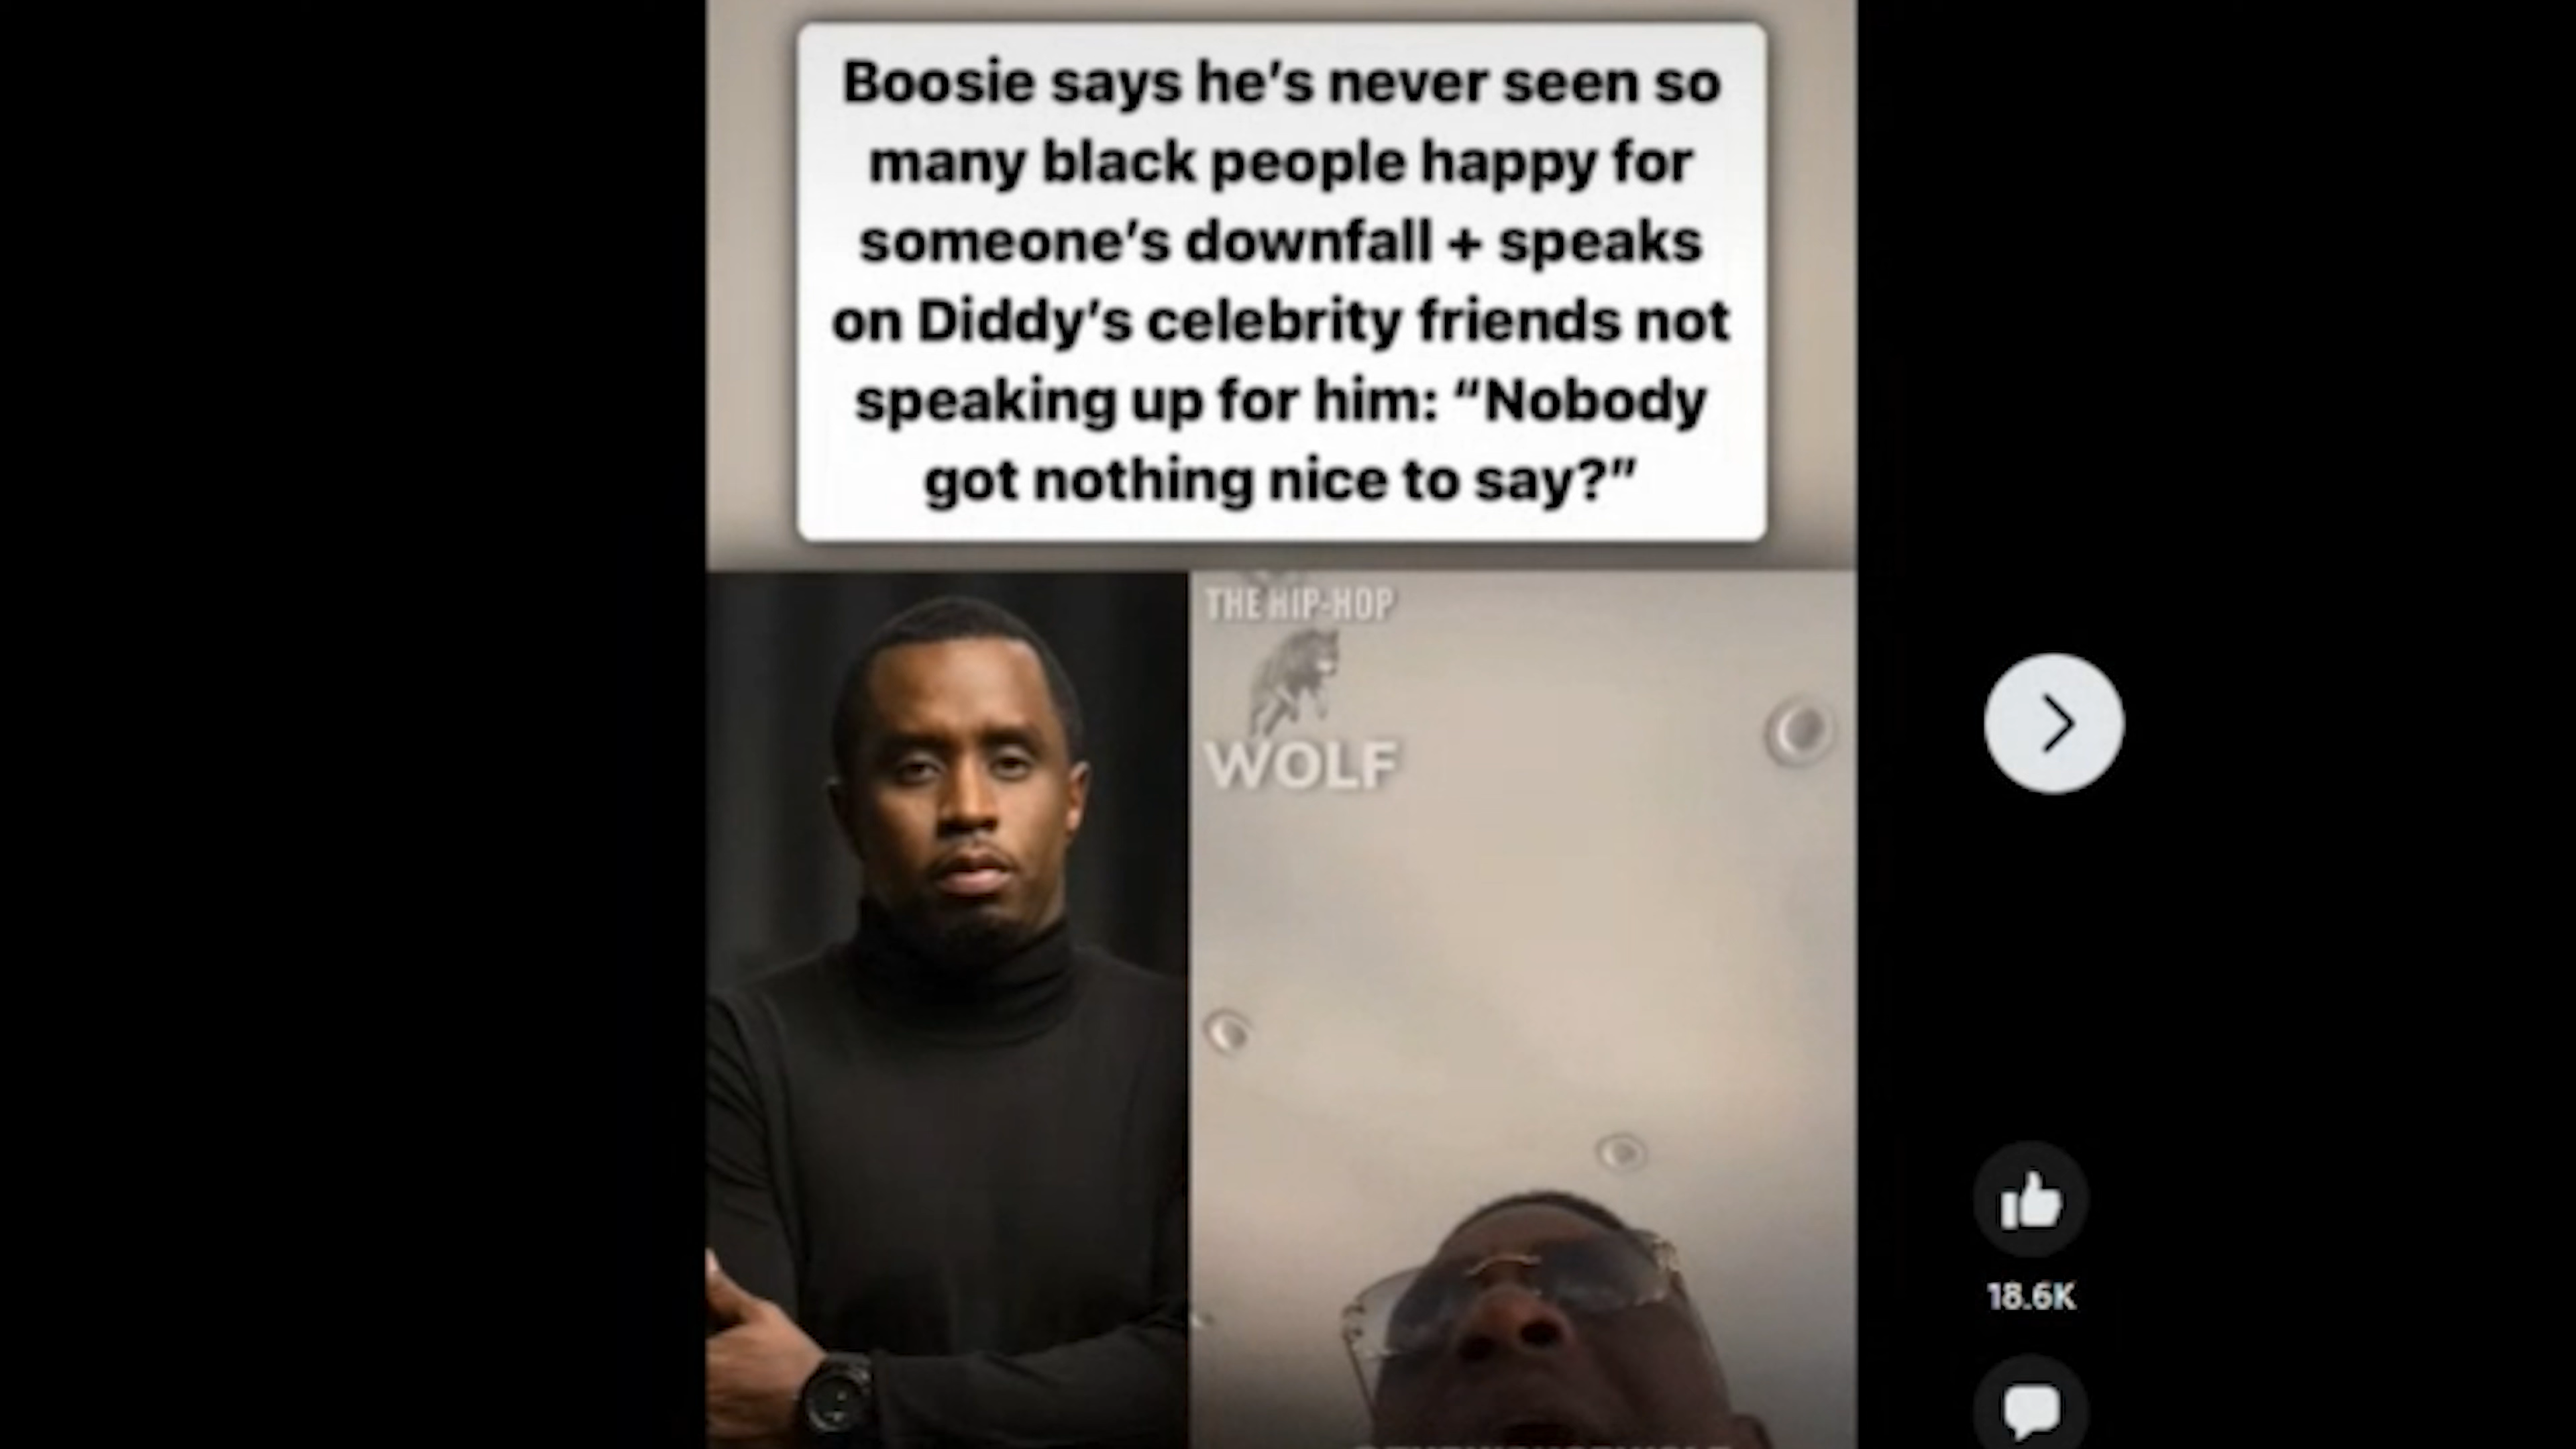 Boosie says he’s never seen so
many black people happy for
someone’s downfall + speaks
on Diddy’s celebrity friends not
speaking up for him: “Nobody
got nothing nice to say?”
THE HIP-HOP
WOLF
18.6K